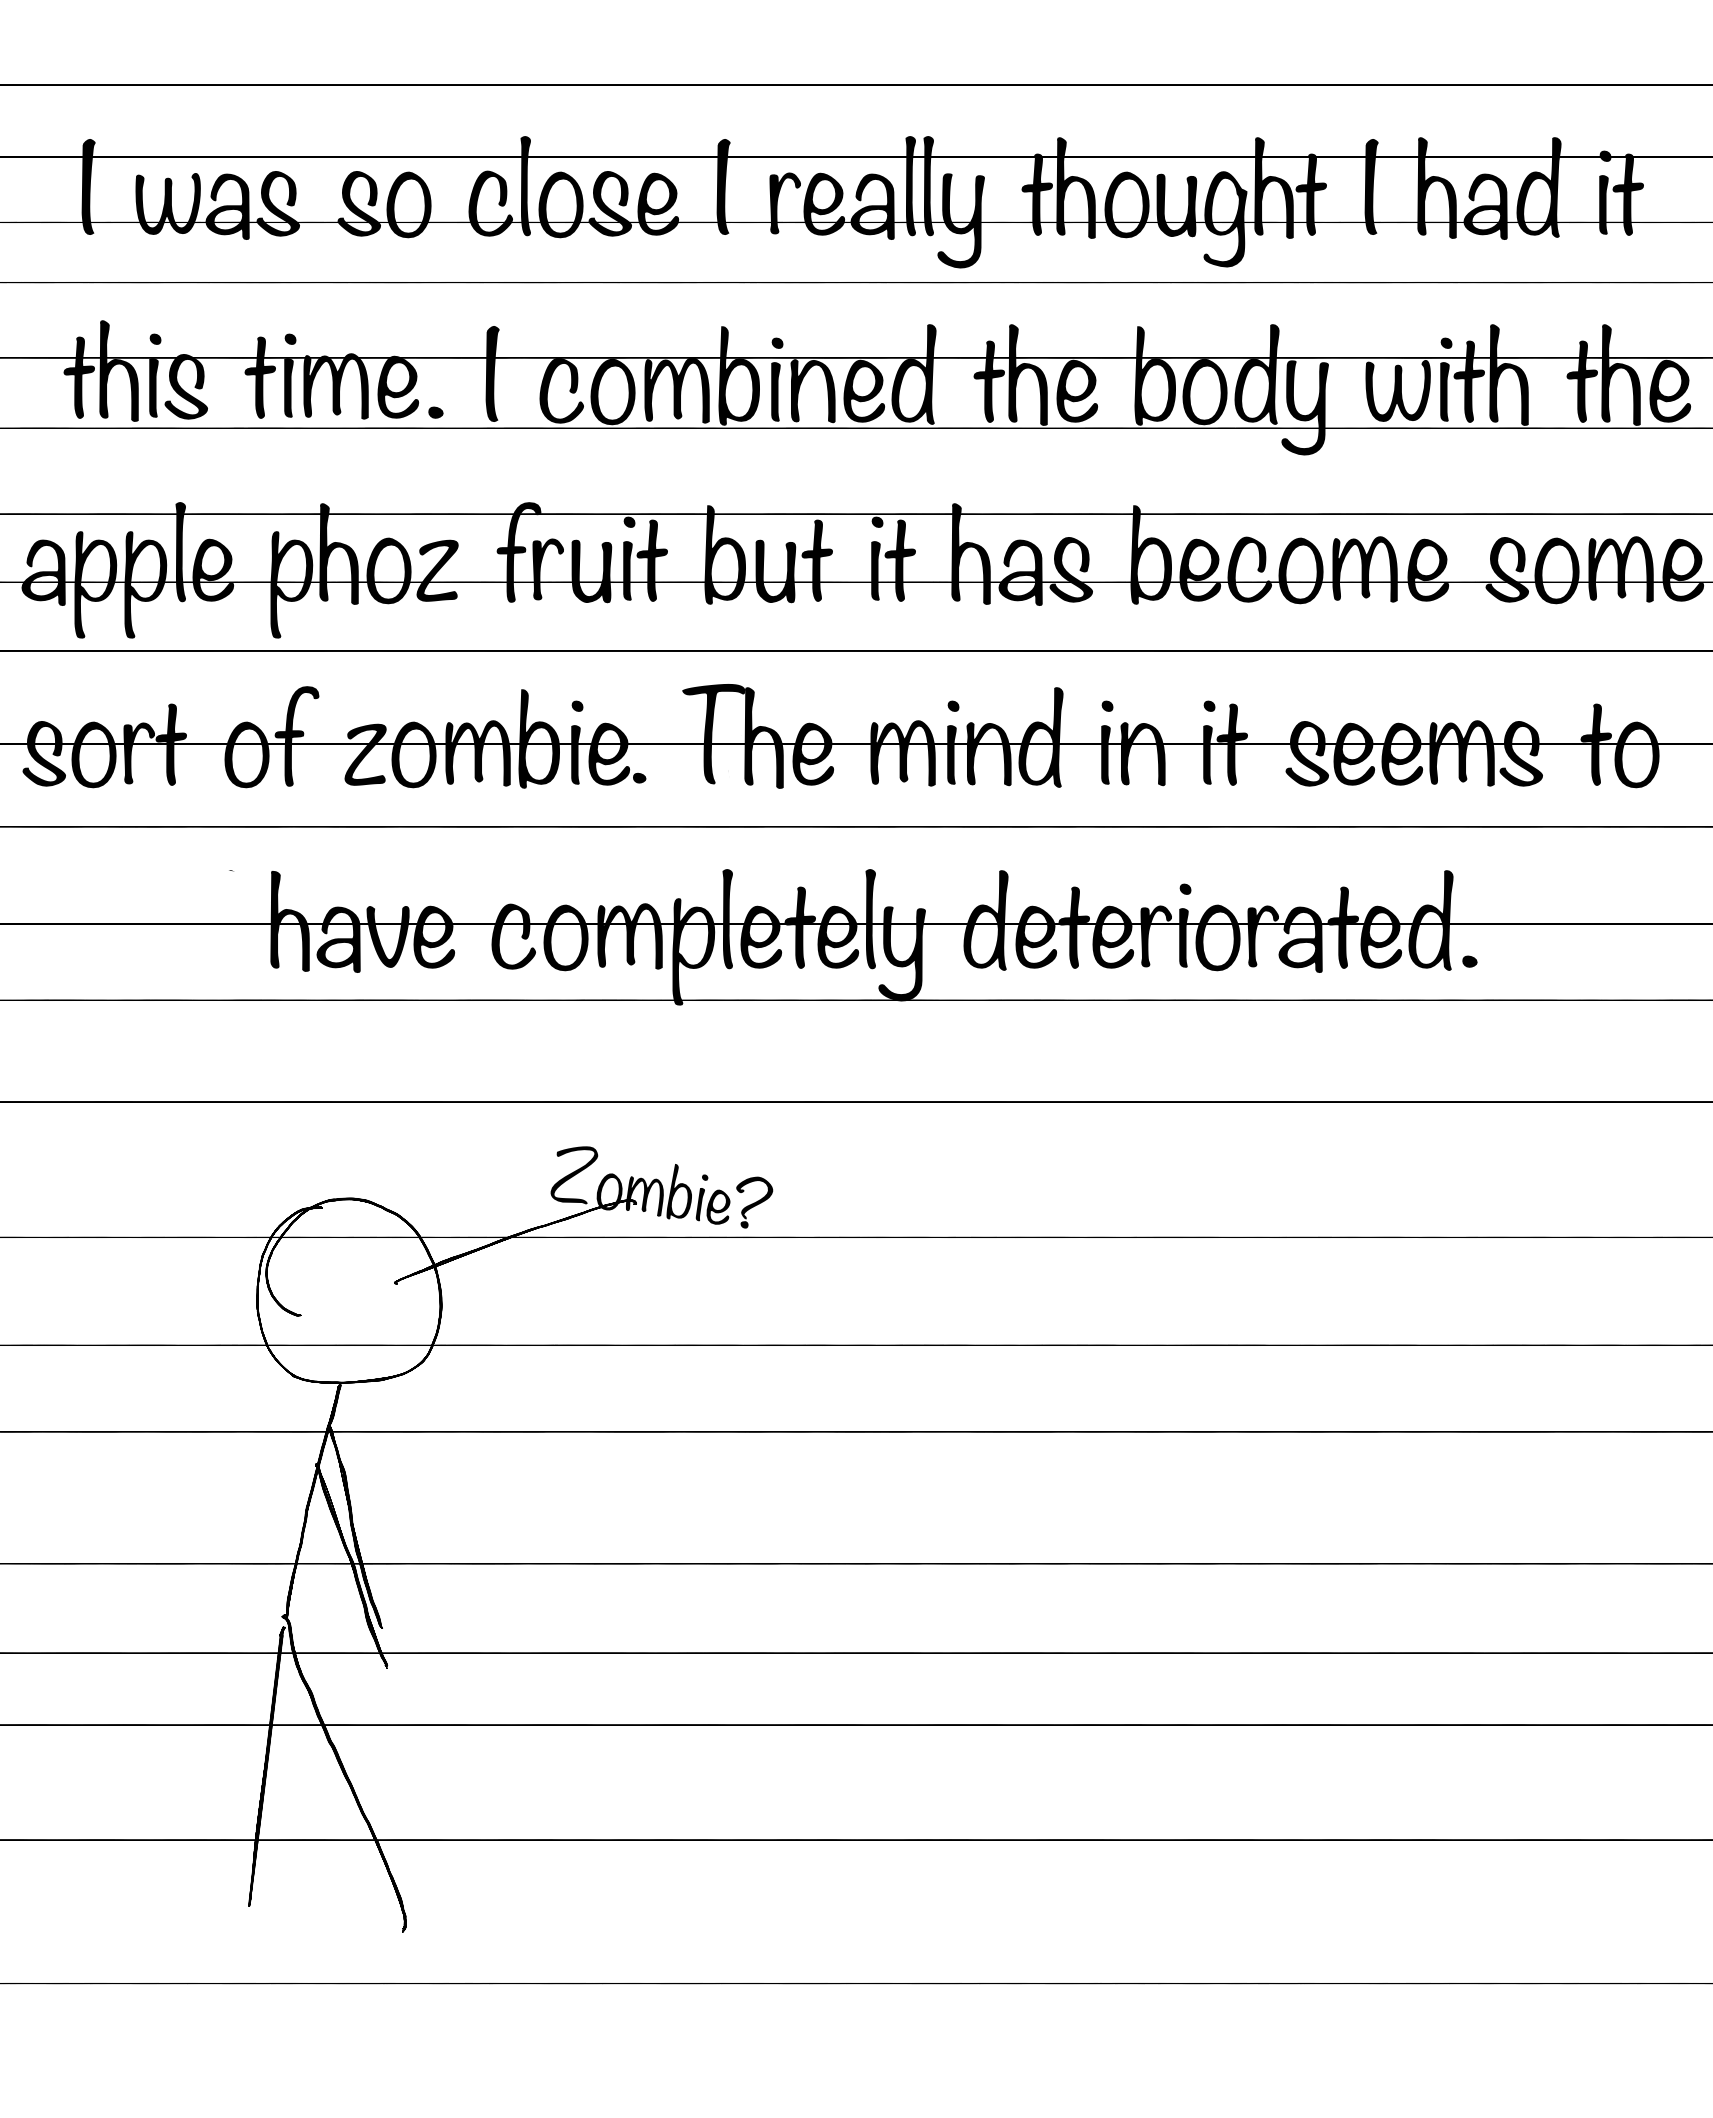 I was so close I really thought I had it
this time. I combined the body with the
apple phoz fruit but it has become some
sort of zombie. The mind in it seems to
have completely deteriorated.
Zombie?